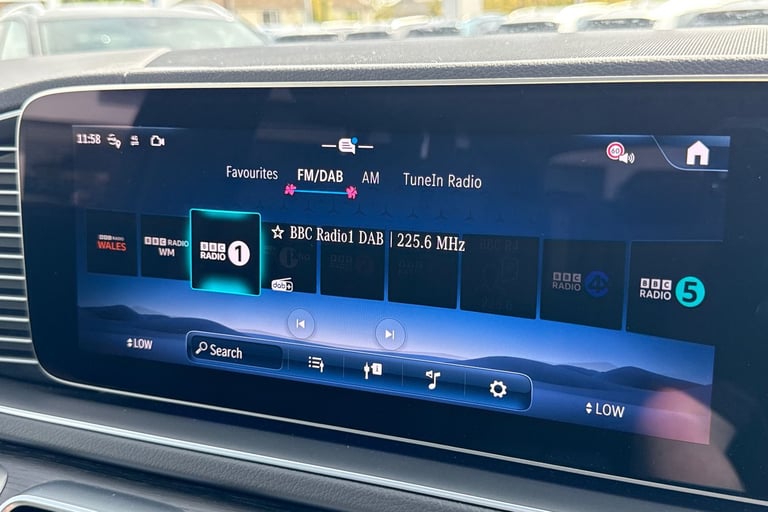 11:58
60
Favourites FM/DAB AM TuneIn Radio
BBC RADIO WALES
BBC RADIO WM
BBC RADIO 1
☆ BBC Radio1 DAB | 225.6 MHz
dab+
BBC RADIO 4
BBC RADIO 5
LOW
Search
LOW